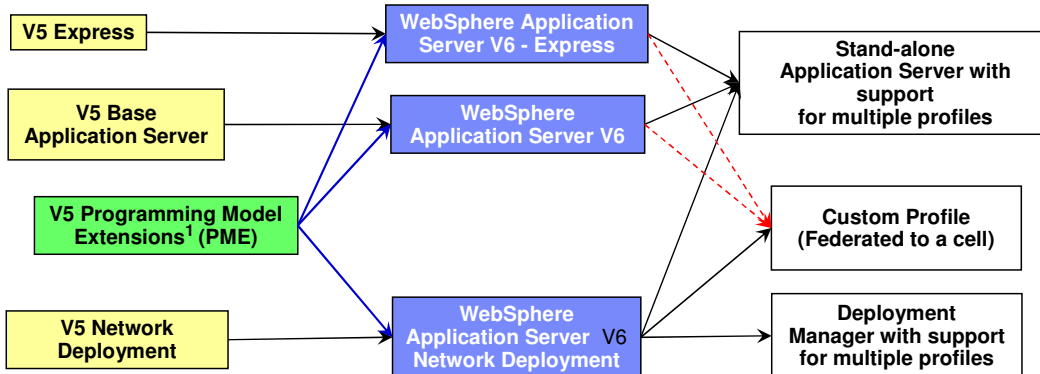 V5 Express
WebSphere Application
Server V6 - Express
Stand-alone
Application Server with
support
for multiple profiles
V5 Base
Application Server
WebSphere
Application Server V6
V5 Programming Model
Extensions¹ (PME)
Custom Profile
(Federated to a cell)
V5 Network
Deployment
WebSphere
Application Server V6
Network Deployment
Deployment
Manager with support
for multiple profiles